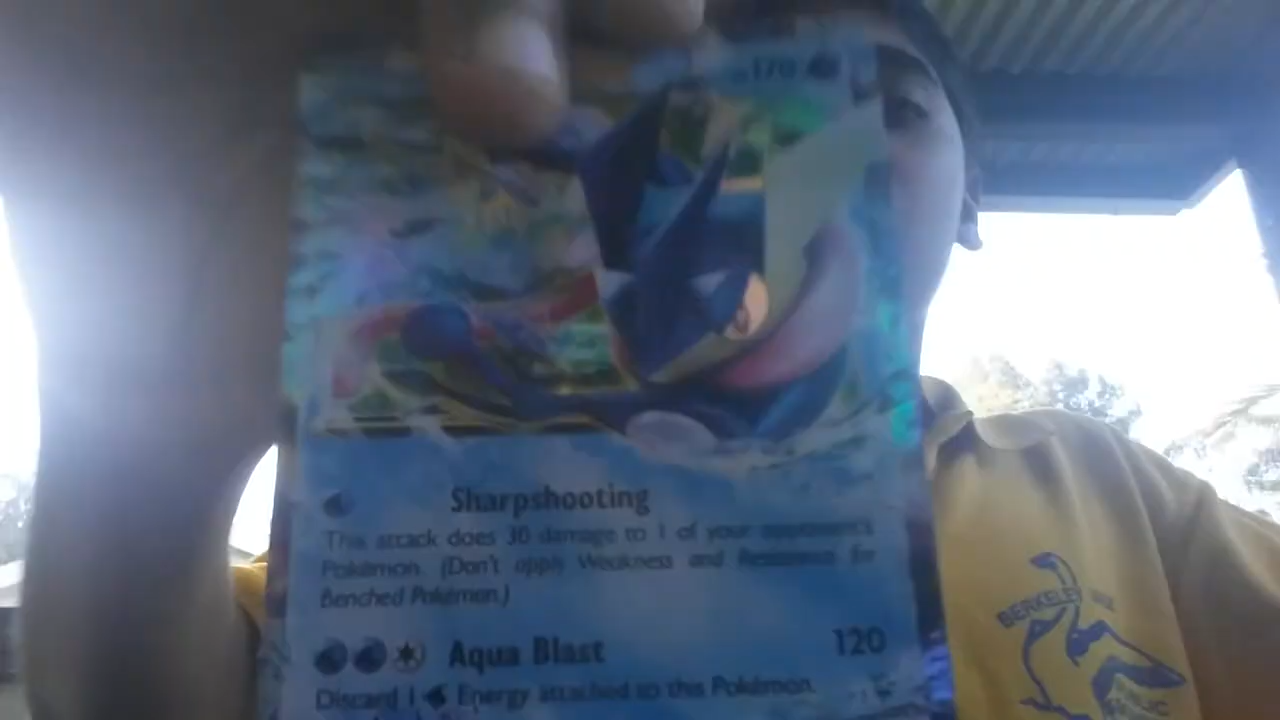 170
Sharpshooting
This attack does 30 damage to 1 of your opponent's
Pokémon. (Don't apply Weakness and Resistance for
Benched Pokémon.)
Aqua Blast 120
Discard 1 Energy attached to this Pokémon.
BERKELEY